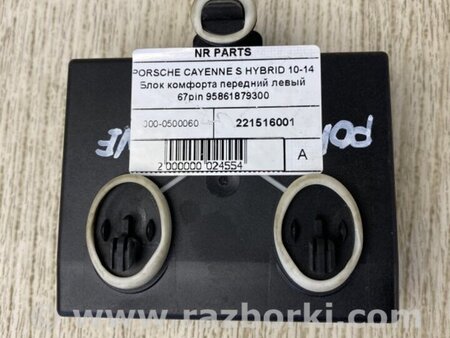 NR PARTS
PORSCHE CAYENNE S HYBRID 10-14
Блок комфорта передний левый
67pin 95861879300
000-0500060
221516001
2 000000 024554
A
www.razborki.com